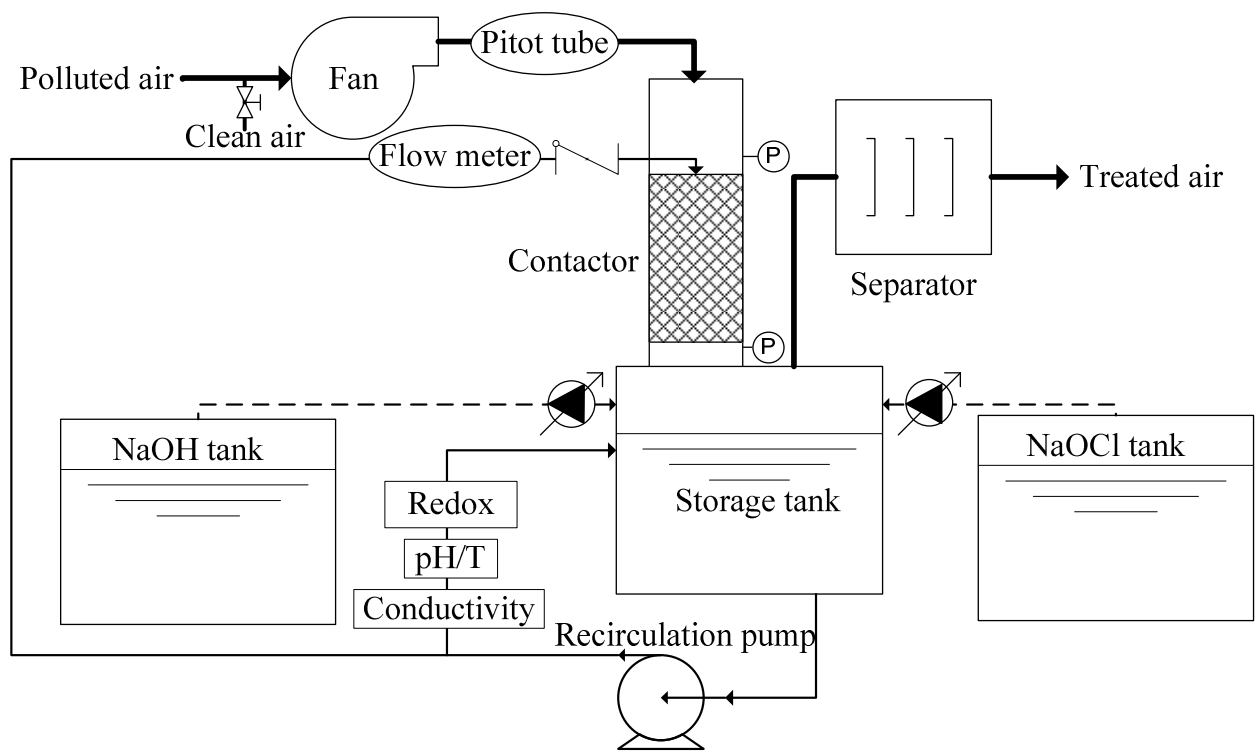 Pitot tube
Polluted air
Fan
Clean air
Flow meter
P
Treated air
Contactor
Separator
P
NaOH tank
NaOCl tank
Redox
Storage tank
pH/T
Conductivity
Recirculation pump